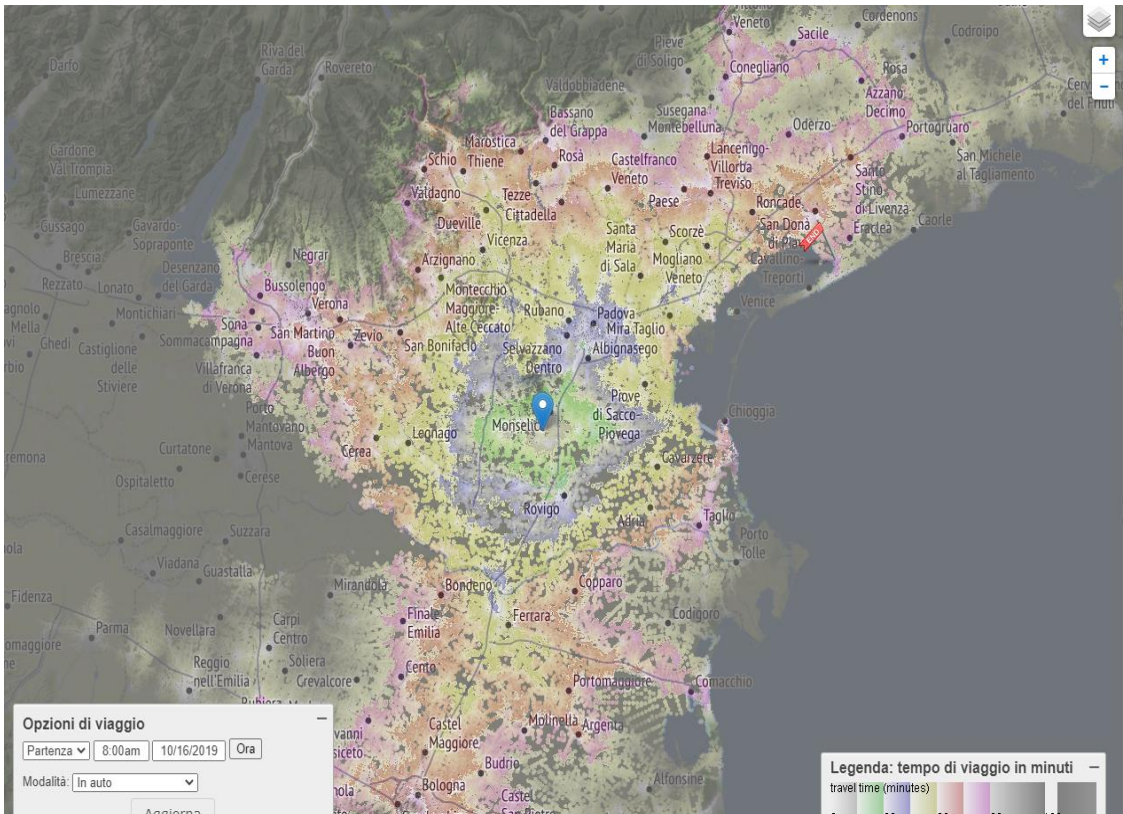 Vittorio
Veneto
Cordenons
Codroipo
Sacile
Pieve
di Soligo
Riva del
Garda
Rovereto
Darfo
Conegliano
Rosa
Valdobbiadene
Azzano
Decimo
Bassano
del Grappa
Susegana
Montebelluna
Oderzo
Portogruaro
Gardone
Val Trompia
Marostica
Schio
Thiene
Rosà
Castelfranco
Veneto
Lancenigo-
Villorba
Treviso
San Michele
al Tagliamento
Lumezzane
Valdagno
Tezze
Cittadella
Paese
Roncade
Santo
Stino
di Livenza
Gussago
Gavardo-
Sopraponte
Dueville
Vicenza
Santa
Maria
di Sala
Scorzè
Mogliano
Veneto
San Donà
END
Eraclea
Caorle
Brescia
Rezzato
Lonato
Desenzano
del Garda
Negrar
Arzignano
Cavallino-
Treporti
Bussolengo
Verona
Montecchio
Maggiore-
Alte Ceccato
Rubano
Padova
Mira Taglio
Venice
Montichiari
Sona
Sommacampagna
San Martino
Buon
Albergo
Zevio
San Bonifacio
Selvazzano
Dentro
Albignasego
Mella
Ghedi
Castiglione
delle
Stiviere
Villafranca
di Verona
Piove
di Sacco-
Piovega
Chioggia
Porto
Mantovano
Mantova
Monselice
Legnago
Curtatone
Cerea
Cavarzere
Ospitaletto
Cerese
Rovigo
Adria
Taglio
Casalmaggiore
Suzzara
Porto
Tolle
Viadana
Guastalla
Mirandola
Bondeno
Copparo
Fidenza
Finale
Emilia
Ferrara
Codigoro
Parma
Novellara
Carpi
Centro
Reggio
nell'Emilia
Soliera
Crevalcore
Cento
Portomaggiore
Comacchio
Castel
Maggiore
Molinella
Argenta
Budrio
Bologna
Castel
Alfonsine
Opzioni di viaggio
Partenza 8:00am 10/16/2019 Ora
Modalità: In auto
Aggiorna
Legenda: tempo di viaggio in minuti
travel time (minutes)
+
−